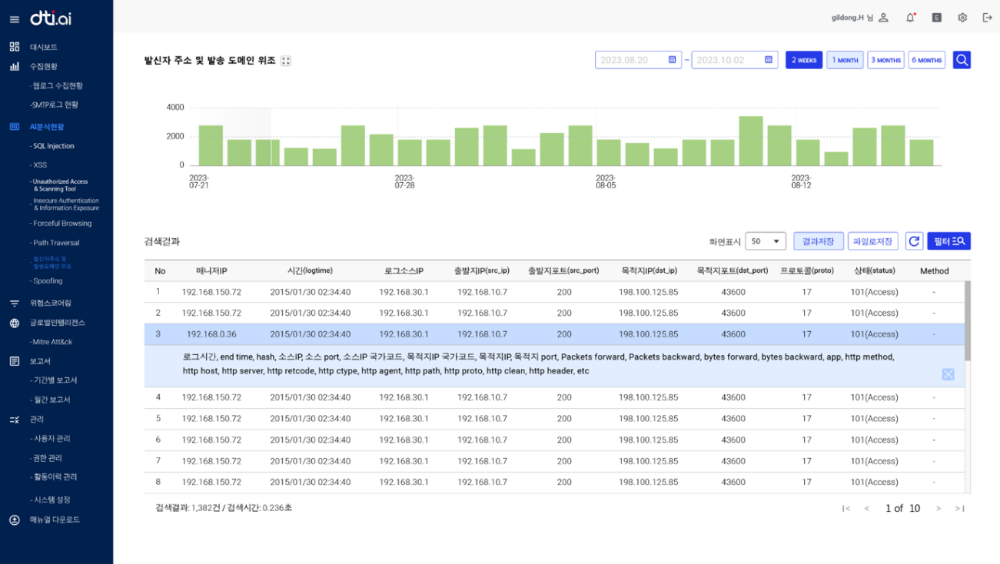 dti.ai
gildong.H 님
E
대시보드
수집현황
- 웹로그 수집현황
-SMTP로그 현황
AI
AI분석현황
- SQL Injection
- XSS
- Unauthorized Access
& Scanning Tool
- Insecure Authentication
& Information Exposure
- Forceful Browsing
- Path Traversal
- 발신자주소 및
발송도메인 위조
- Spoofing
위협스코어링
글로벌인텔리전스
-Mitre Att&ck
보고서
- 기간별 보고서
- 월간 보고서
관리
- 사용자 관리
- 권한 관리
- 활동이력 관리
- 시스템 설정
매뉴얼 다운로드
발신자 주소 및 발송 도메인 위조
2023.08.20 – 2023.10.02
2 WEEKS 1 MONTH 3 MONTHS 6 MONTHS
4000
2000
0
2023-
07-21
2023-
07-28
2023-
08-05
2023-
08-12
검색결과
화면표시 50 결과저장 파일로저장 필터
No 매니저IP 시간(logtime) 로그소스IP 출발지IP(src_ip) 출발지포트(src_port) 목적지IP(dst_ip) 목적지포트(dst_port) 프로토콜(proto) 상태(status) Method
1 192.168.150.72 2015/01/30 02:34:40 192.168.30.1 192.168.10.7 200 198.100.125.85 43600 17 101(Access) -
2 192.168.150.72 2015/01/30 02:34:40 192.168.30.1 192.168.10.7 200 198.100.125.85 43600 17 101(Access) -
3 192.168.0.36 2015/01/30 02:34:40 192.168.30.1 192.168.10.7 200 198.100.125.85 43600 17 101(Access) -
로그시간, end time, hash, 소스IP, 소스 port, 소스IP 국가코드, 목적지IP 국가코드, 목적지IP, 목적지 port, Packets forward, Packets backward, bytes forward, bytes backward, app, http method,
http host, http server, http retcode, http ctype, http agent, http path, http proto, http clean, http header, etc
4 192.168.150.72 2015/01/30 02:34:40 192.168.30.1 192.168.10.7 200 198.100.125.85 43600 17 101(Access) -
5 192.168.150.72 2015/01/30 02:34:40 192.168.30.1 192.168.10.7 200 198.100.125.85 43600 17 101(Access) -
6 192.168.150.72 2015/01/30 02:34:40 192.168.30.1 192.168.10.7 200 198.100.125.85 43600 17 101(Access) -
7 192.168.150.72 2015/01/30 02:34:40 192.168.30.1 192.168.10.7 200 198.100.125.85 43600 17 101(Access) -
8 192.168.150.72 2015/01/30 02:34:40 192.168.30.1 192.168.10.7 200 198.100.125.85 43600 17 101(Access) -
검색결과: 1,382건 / 검색시간: 0.236초
|< < 1 of 10 > >|